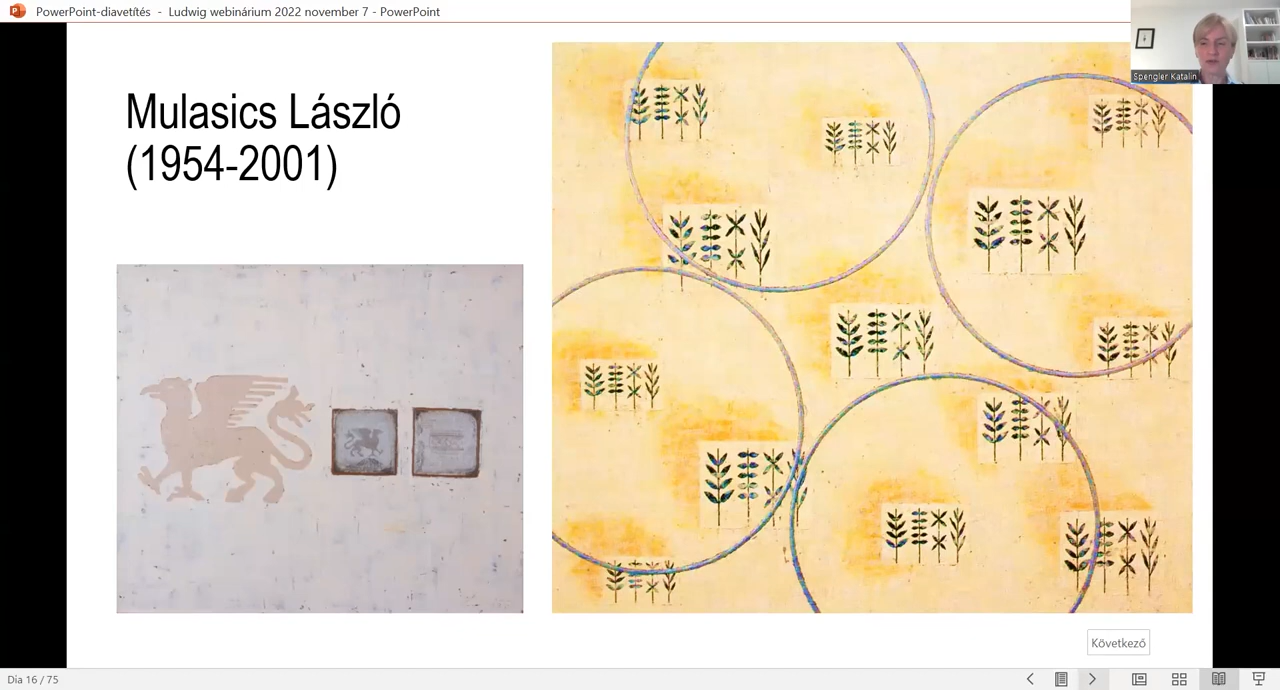 PowerPoint-diavetítés - Ludwig webinárium 2022 november 7 - PowerPoint
Spengler Katalin
Mulasics László
(1954-2001)
Következő
Dia 16 / 75